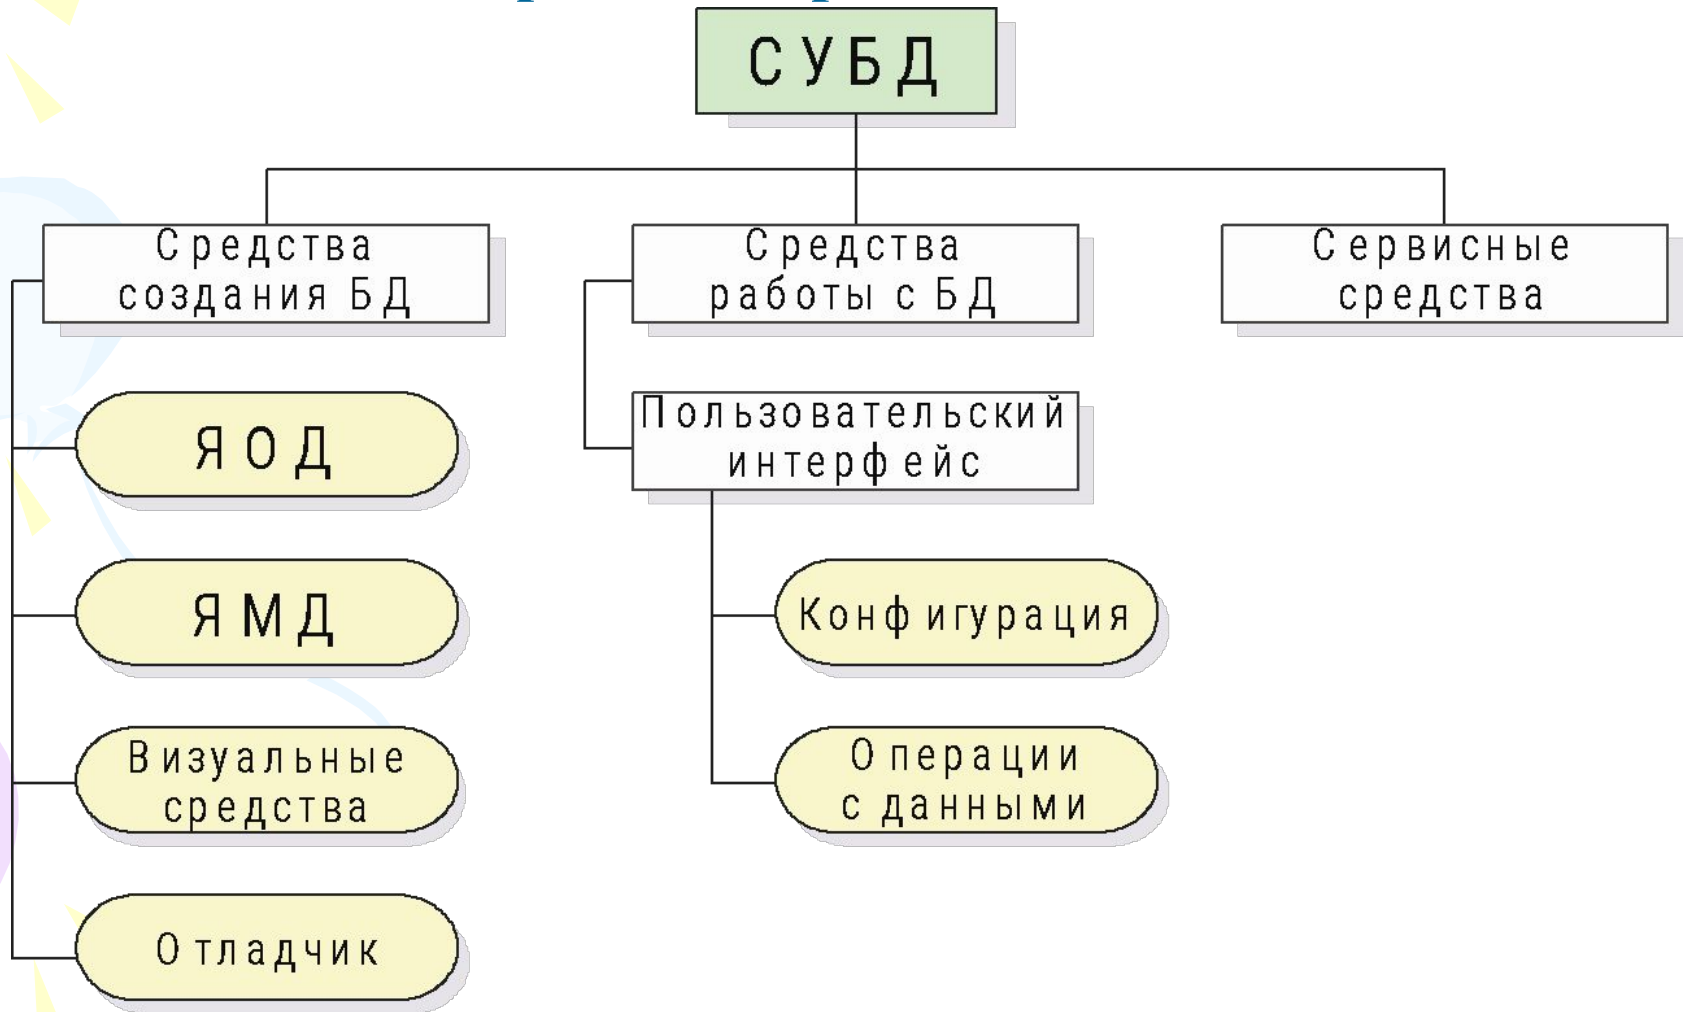 СУБД
Средства
создания БД
Средства
работы с БД
Сервисные
средства
ЯОД
Пользовательский
интерфейс
ЯМД
Конфигурация
Визуальные
средства
Операции
с данными
Отладчик